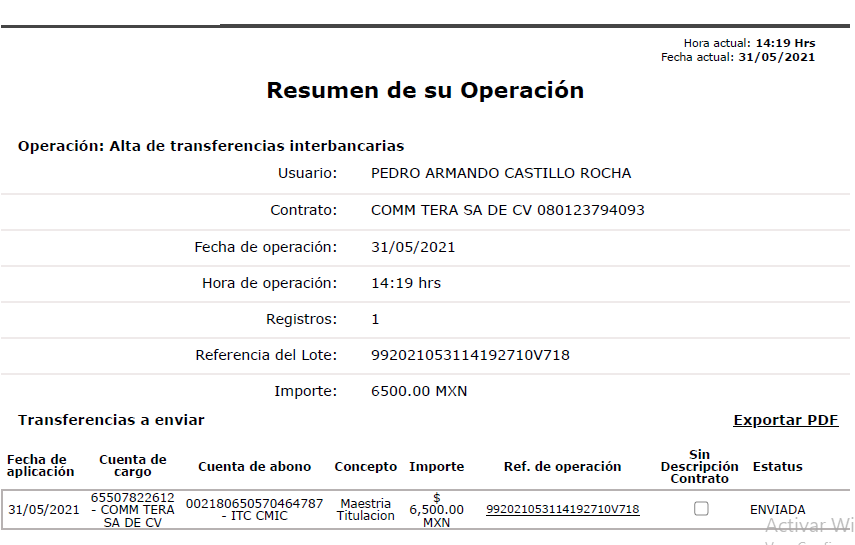 Hora actual: 14:19 Hrs
Fecha actual: 31/05/2021
Resumen de su Operación
Operación: Alta de transferencias interbancarias
Usuario: PEDRO ARMANDO CASTILLO ROCHA
Contrato: COMM TERA SA DE CV 080123794093
Fecha de operación: 31/05/2021
Hora de operación: 14:19 hrs
Registros: 1
Referencia del Lote: 992021053114192710V718
Importe: 6500.00 MXN
Transferencias a enviar Exportar PDF
Fecha de aplicación
Cuenta de cargo
Cuenta de abono
Concepto
Importe
Ref. de operación
Sin Descripción Contrato
Estatus
31/05/2021
65507822612 - COMM TERA SA DE CV
002180650570464787 - ITC CMIC
Maestria Titulacion
$ 6,500.00 MXN
992021053114192710V718
ENVIADA
Activar Wi